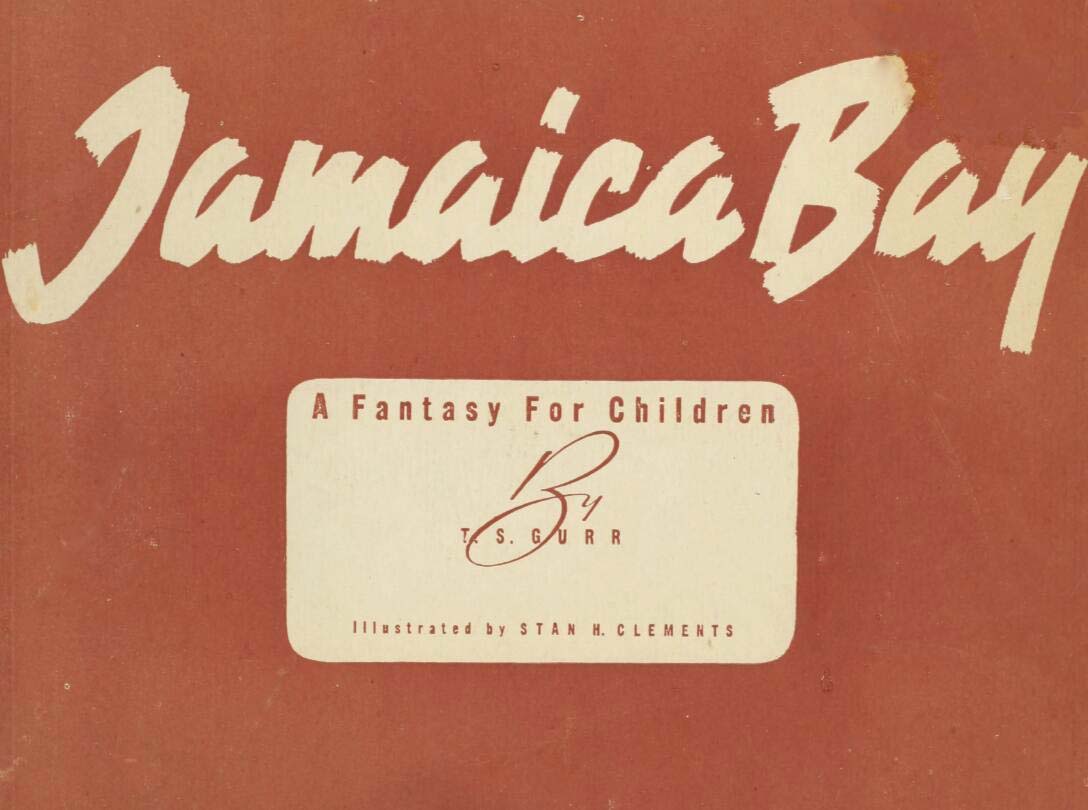 Jamaica Bay
A Fantasy For Children
By
T. S. GURR
Illustrated by STAN H. CLEMENTS